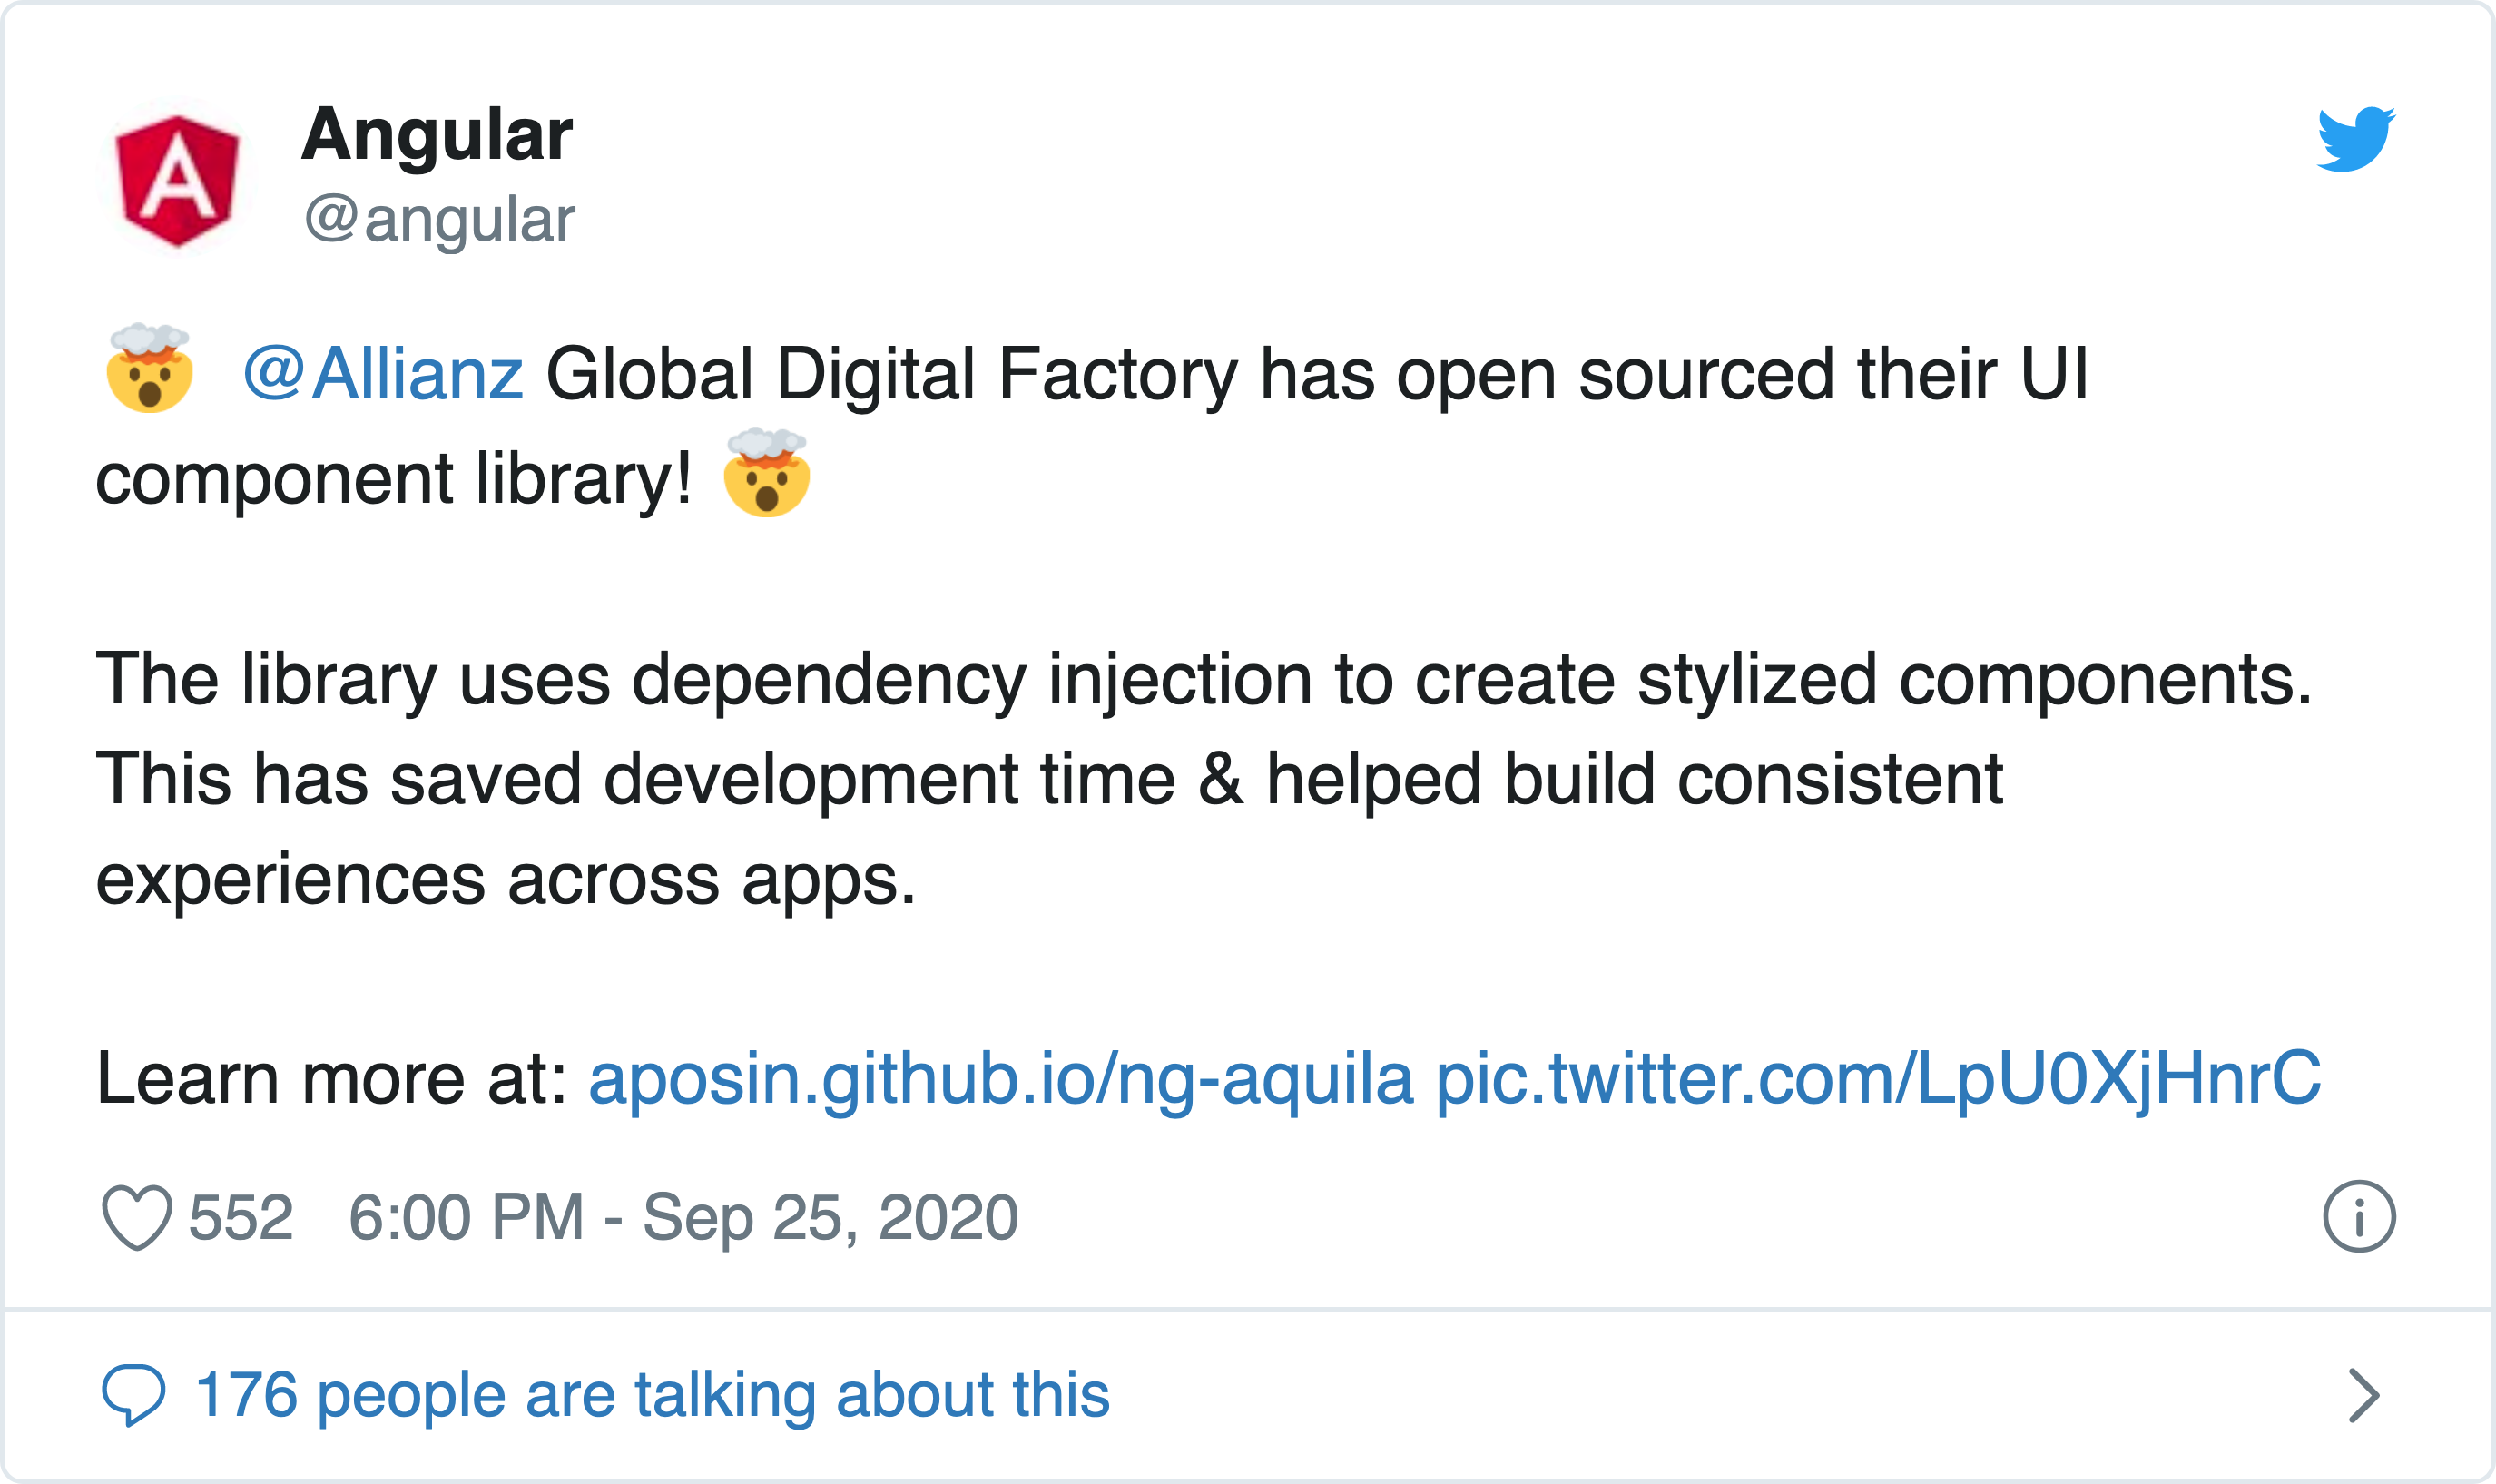 Angular
@angular
🤯 @Allianz Global Digital Factory has open sourced their UI
component library! 🤯
The library uses dependency injection to create stylized components.
This has saved development time & helped build consistent
experiences across apps.
Learn more at: aposin.github.io/ng-aquila pic.twitter.com/LpU0XjHnrC
552 6:00 PM - Sep 25, 2020
176 people are talking about this